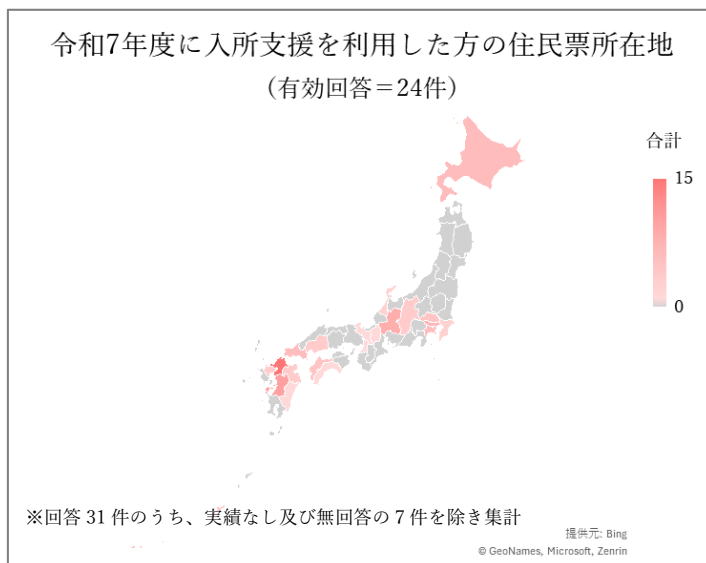 令和7年度に入所支援を利用した方の住民票所在地
（有効回答＝24件）
合計
15
0
※回答 31 件のうち、実績なし及び無回答の 7 件を除き集計
提供元: Bing
© GeoNames, Microsoft, Zenrin